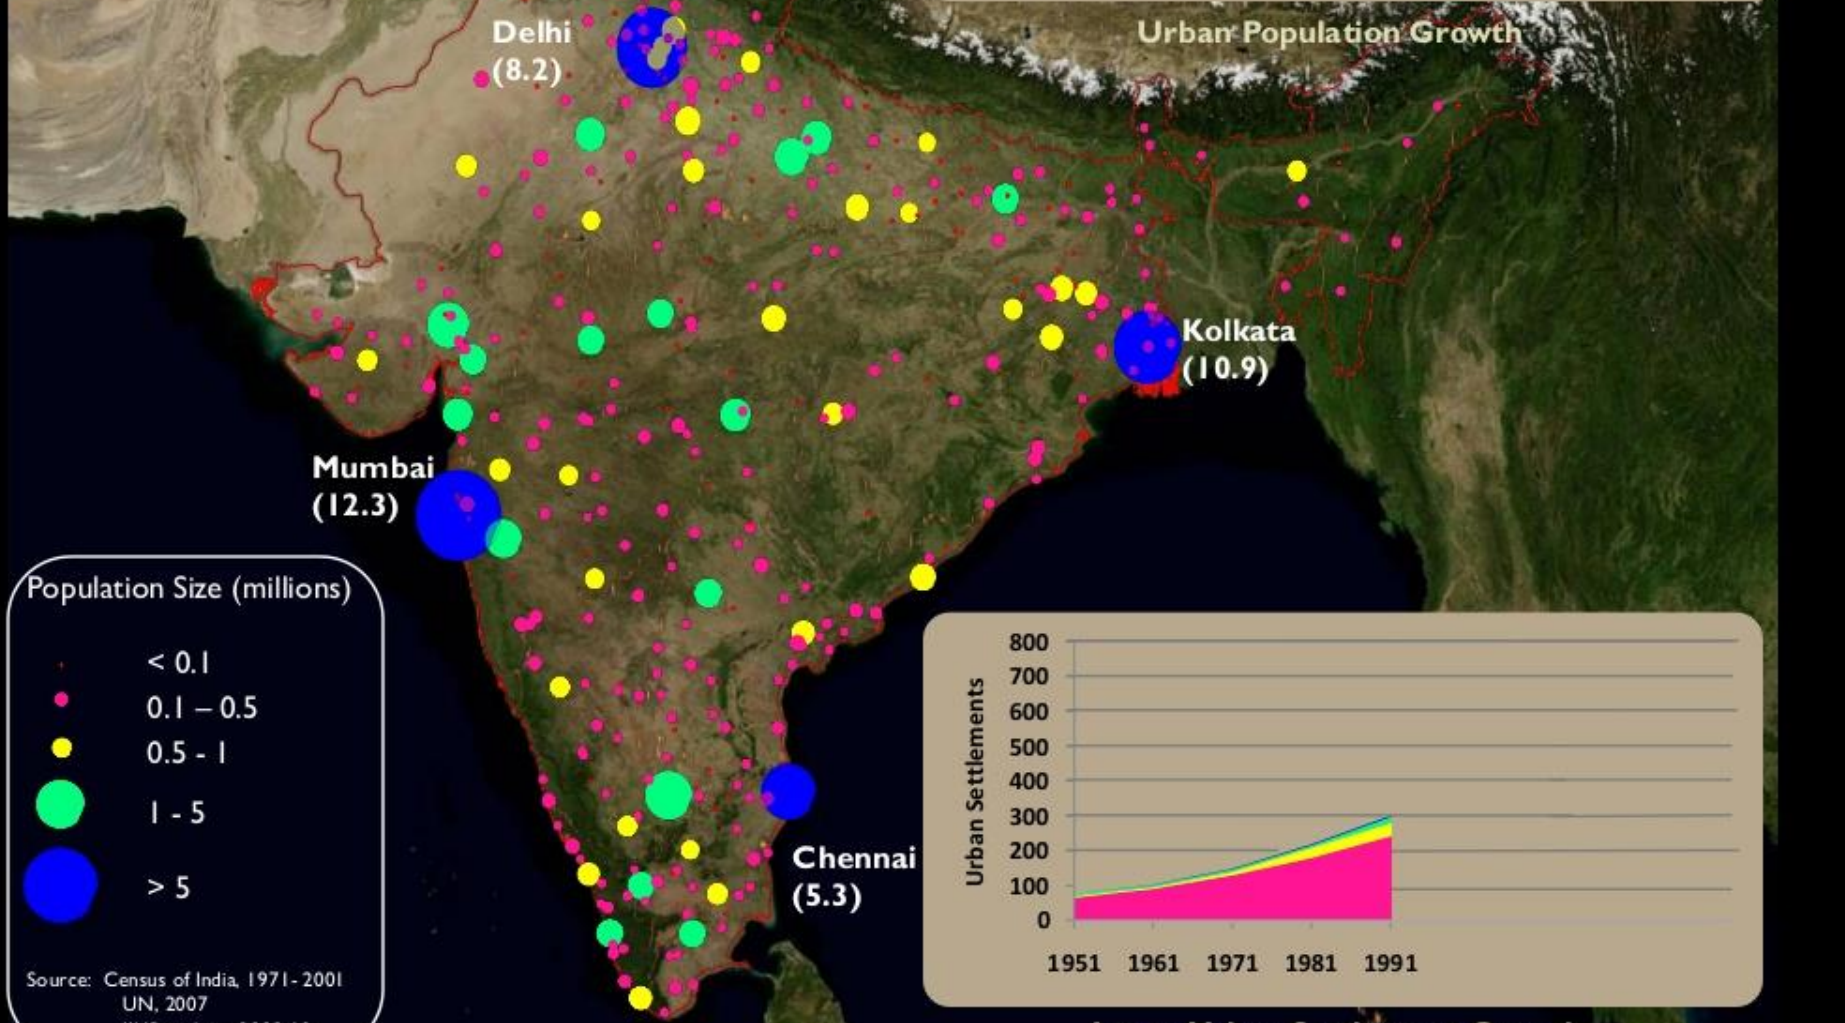 Urban Population Growth
Delhi
(8.2)
Kolkata
(10.9)
Mumbai
(12.3)
Chennai
(5.3)
Population Size (millions)
< 0.1
0.1 – 0.5
0.5 - 1
1 - 5
> 5
Source: Census of India, 1971- 2001
UN, 2007
Urban Settlements
800
700
600
500
400
300
200
100
0
1951 1961 1971 1981 1991